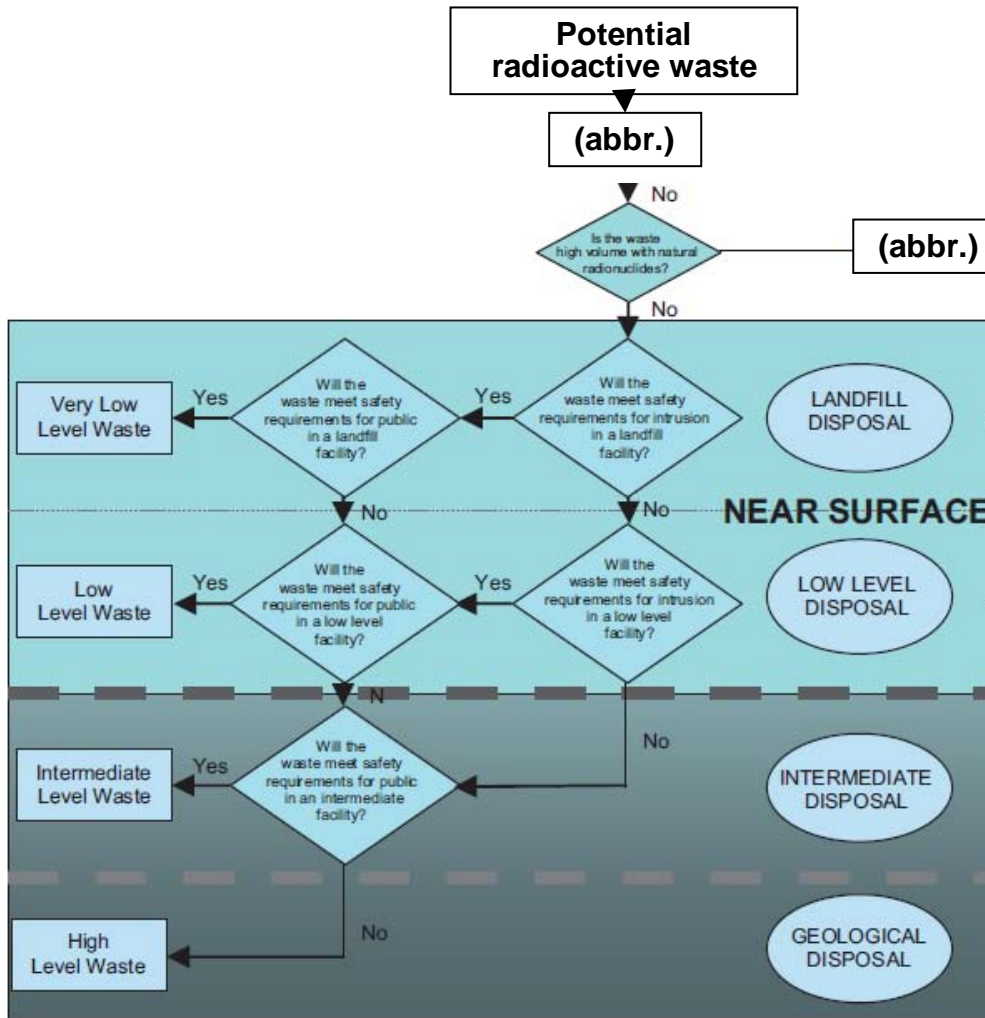 Potential
radioactive waste
(abbr.)
No
Is the waste
high volume with natural
radionuclides?
(abbr.)
No
Very Low
Level Waste
Yes
Will the
waste meet safety
requirements for public
in a landfill
facility?
Yes
Will the
waste meet safety
requirements for intrusion
in a landfill
facility?
LANDFILL
DISPOSAL
No
No
NEAR SURFACE
Low
Level Waste
Yes
Will the
waste meet safety
requirements for public
in a low level
facility?
Yes
Will the
waste meet safety
requirements for intrusion
in a low level
facility?
LOW LEVEL
DISPOSAL
N
No
Intermediate
Level Waste
Yes
Will the
waste meet safety
requirements for public
in an intermediate
facility?
INTERMEDIATE
DISPOSAL
No
High
Level Waste
GEOLOGICAL
DISPOSAL